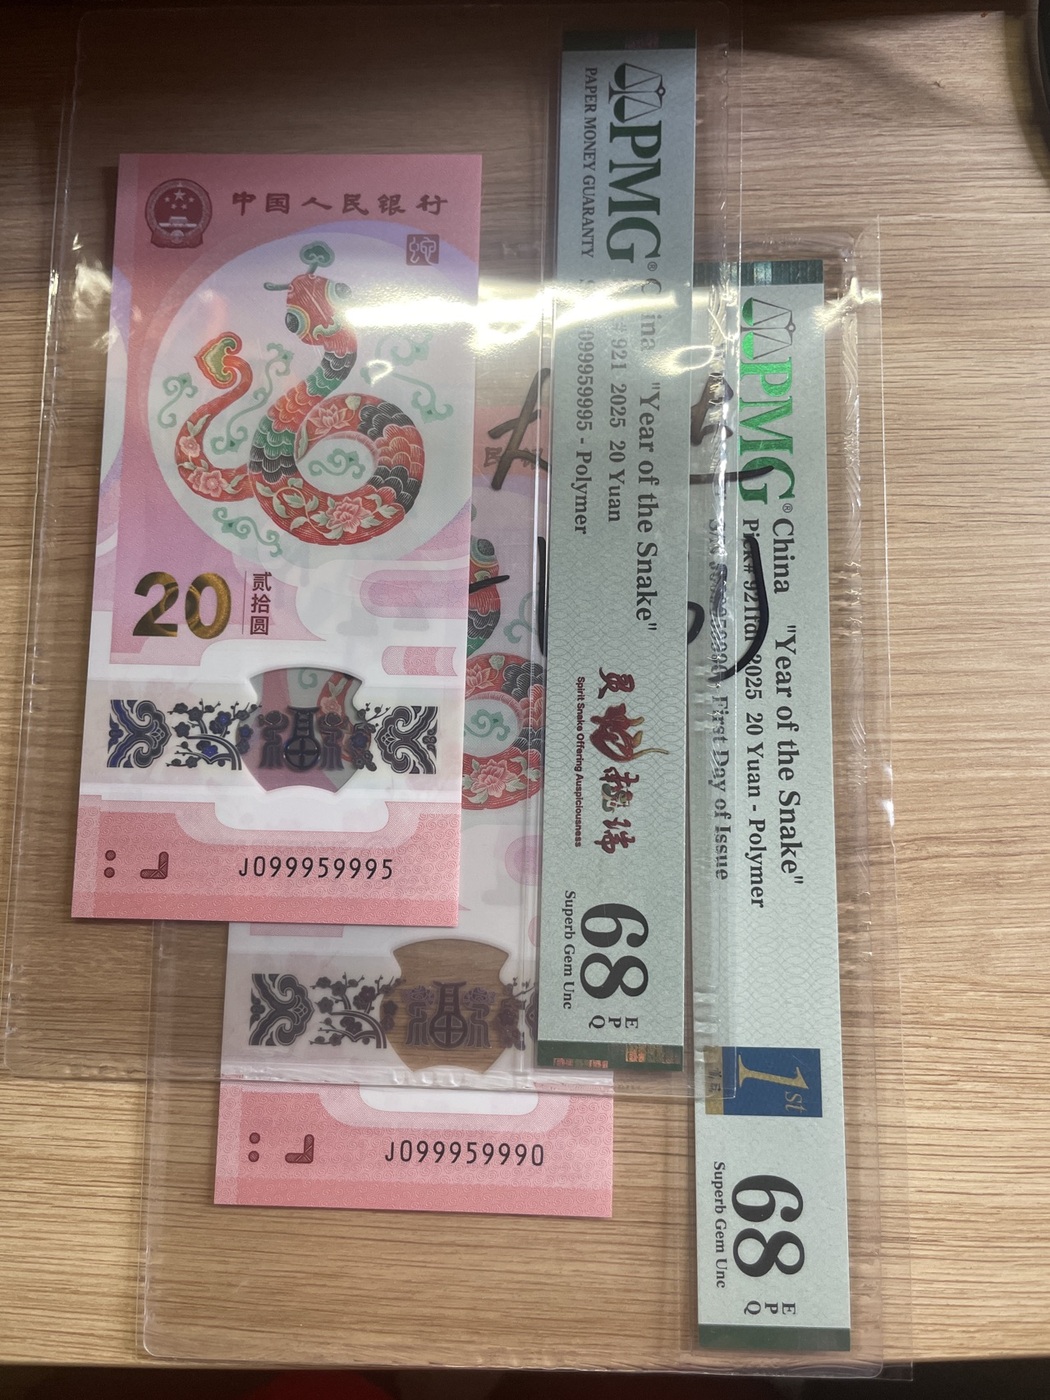 中国人民银行
20
贰拾圆
J099959995
J099959990
PMG®
PAPER MONEY GUARANTY
China "Year of the Snake"
921 2025 20 Yuan
099959995 - Polymer
灵蛇献瑞
Spirit Snake Offering Auspiciousness
68 EPQ
Superb Gem Unc
PMG®
China "Year of the Snake"
Pick# 921fdi 2025 20 Yuan - Polymer
First Day of Issue
1st
68 EPQ
Superb Gem Unc